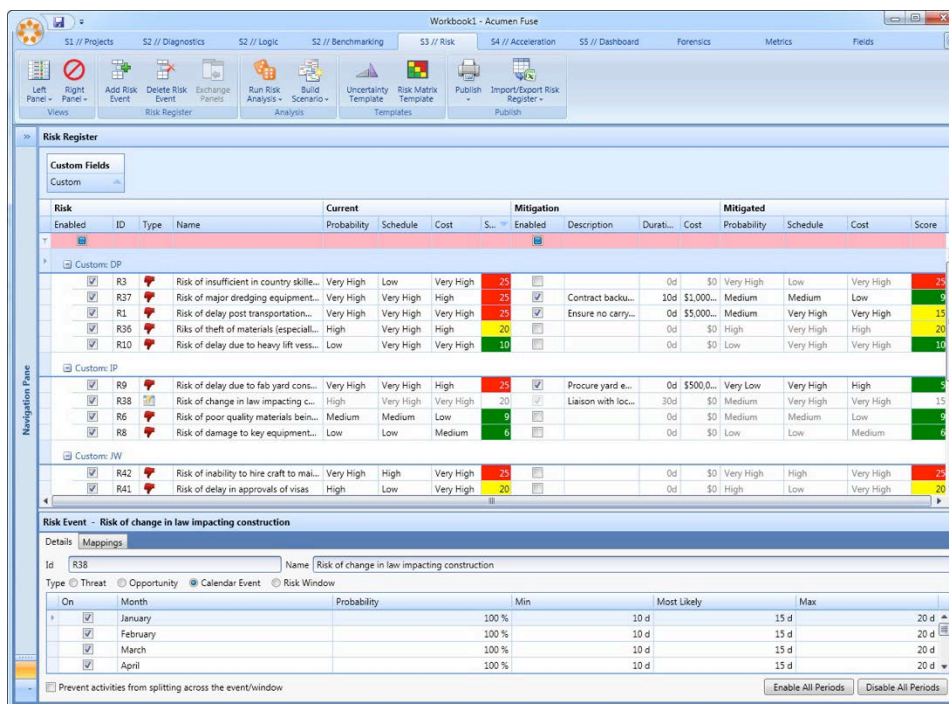 Workbook1 - Acumen Fuse
S1 // Projects S2 // Diagnostics S2 // Logic S2 // Benchmarking S3 // Risk S4 // Acceleration S5 // Dashboard Forensics Metrics Fields
Left Panel Right Panel Add Risk Event Delete Risk Event Exchange Panels Run Risk Analysis Build Scenario Uncertainty Template Risk Matrix Template Publish Import/Export Risk Register
Views Risk Register Analysis Templates Publish
Risk Register
Custom Fields
Custom
Risk Current Mitigation Mitigated
Enabled ID Type Name Probability Schedule Cost S... Enabled Description Durati... Cost Probability Schedule Cost Score
Custom: DP
R3 Risk of insufficient in country skille... Very High Low Very High 25 0d $0 Very High Low Very High 25
R37 Risk of major dredging equipment... Very High Very High High 25 Contract backu... 10d $1,000... Medium Medium Low 9
R1 Risk of delay post transportation... Very High Very High Very High 25 Ensure no carry... 0d $5,000... Medium Very High Very High 15
R36 Riks of theft of materials (especiall... High Very High High 20 0d $0 High Very High High 20
R10 Risk of delay due to heavy lift vess... Low Very High Very High 10 0d $0 Low Very High Very High 10
Custom: IP
R9 Risk of delay due to fab yard cons... Very High Very High High 25 Procure yard e... 0d $500,0... Very Low Very High High 5
R38 Risk of change in law impacting c... High Very High Very High 20 Liaison with loc... 30d $0 Medium Very High Very High 15
R6 Risk of poor quality materials bein... Medium Medium Low 9 0d $0 Medium Medium Low 9
R8 Risk of damage to key equipment... Low Low Medium 6 0d $0 Low Low Medium 6
Custom: JW
R42 Risk of inability to hire craft to mai... Very High High Very High 25 0d $0 Very High High Very High 25
R41 Risk of delay in approvals of visas High Low Very High 20 0d $0 High Low Very High 20
Navigation Pane
Risk Event - Risk of change in law impacting construction
Details Mappings
Id R38 Name Risk of change in law impacting construction
Type Threat Opportunity Calendar Event Risk Window
On Month Probability Min Most Likely Max
January 100 % 10 d 15 d 20 d
February 100 % 10 d 15 d 20 d
March 100 % 10 d 15 d 20 d
April 100 % 10 d 15 d 20 d
Prevent activities from splitting across the event/window Enable All Periods Disable All Periods